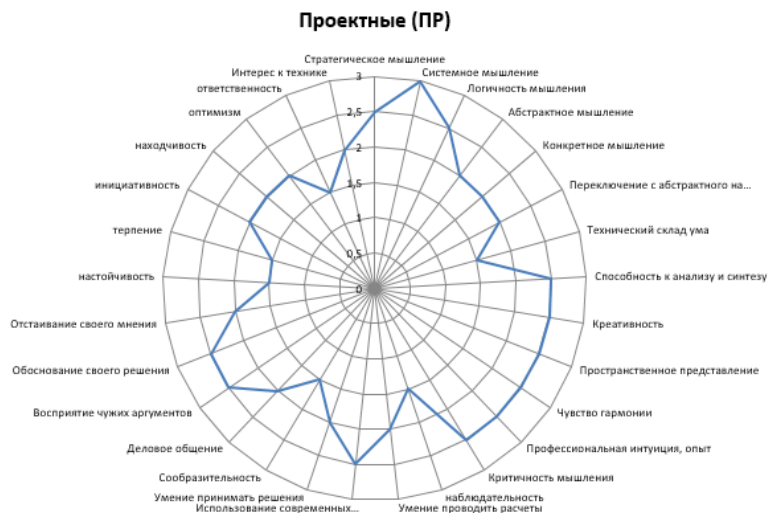 Проектные (ПР)
Стратегическое мышление
Системное мышление
Логичность мышления
Абстрактное мышление
Конкретное мышление
Переключение с абстрактного на...
Технический склад ума
Способность к анализу и синтезу
Креативность
Пространственное представление
Чувство гармонии
Профессиональная интуиция, опыт
Критичность мышления
наблюдательность
Умение проводить расчеты
Использование современных...
Умение принимать решения
Сообразительность
Деловое общение
Восприятие чужих аргументов
Обоснование своего решения
Отстаивание своего мнения
настойчивость
терпение
инициативность
находчивость
оптимизм
ответственность
Интерес к технике
3
2,5
2
1,5
1
0,5
0